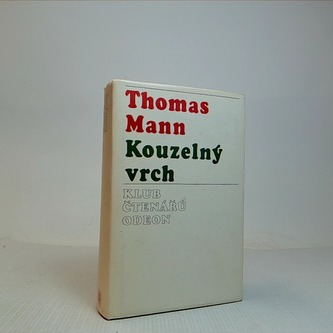 Thomas
Mann
Kouzelný
vrch
KLUB
ČTENÁŘŮ
ODEON